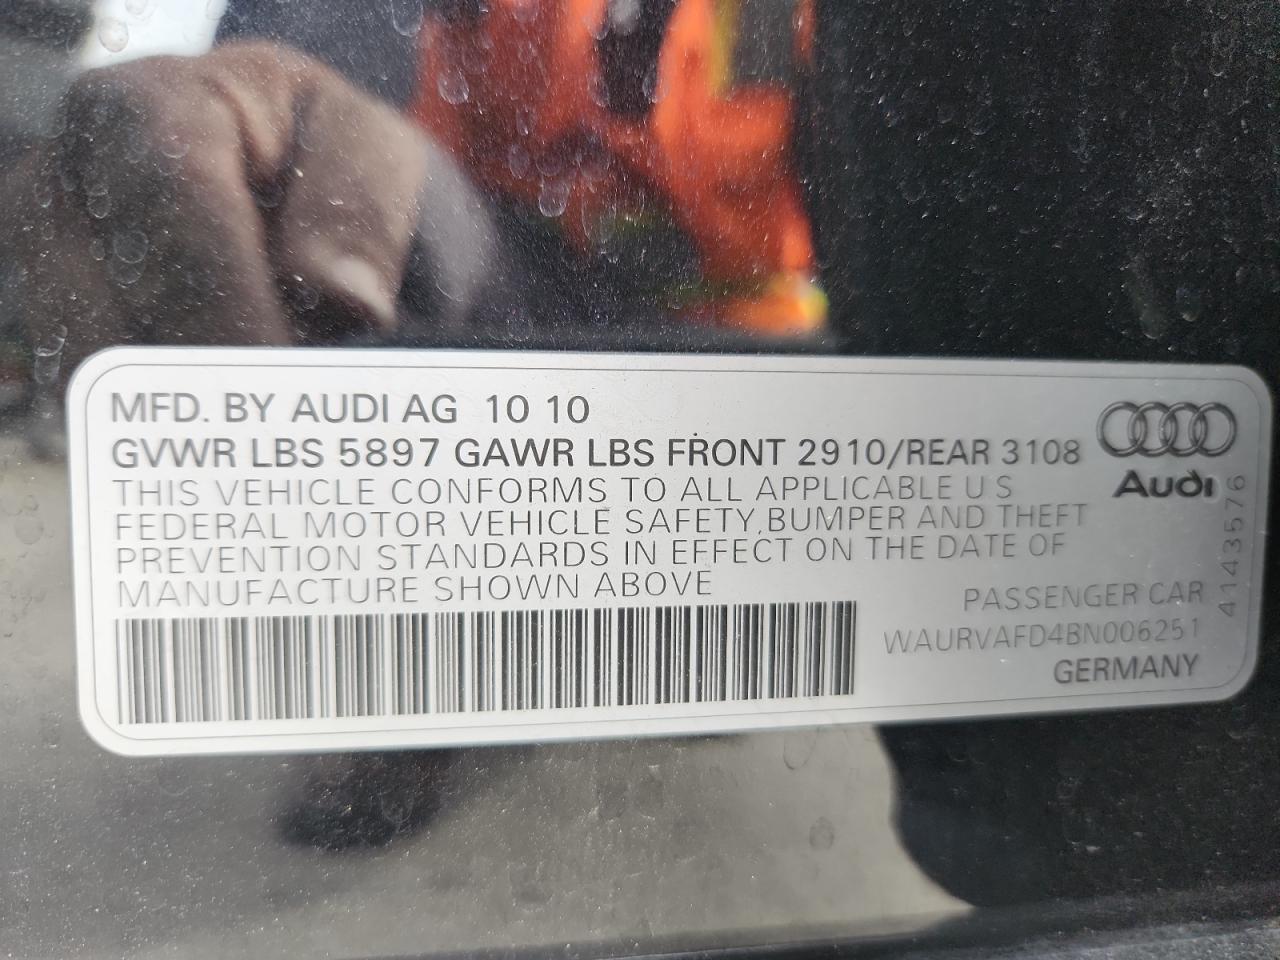 MFD. BY AUDI AG 10 10
GVWR LBS 5897 GAWR LBS FRONT 2910/REAR 3108
THIS VEHICLE CONFORMS TO ALL APPLICABLE U S
FEDERAL MOTOR VEHICLE SAFETY, BUMPER AND THEFT
PREVENTION STANDARDS IN EFFECT ON THE DATE OF
MANUFACTURE SHOWN ABOVE
Audi
4143576
PASSENGER CAR
WAURVAFD4BN006251
GERMANY